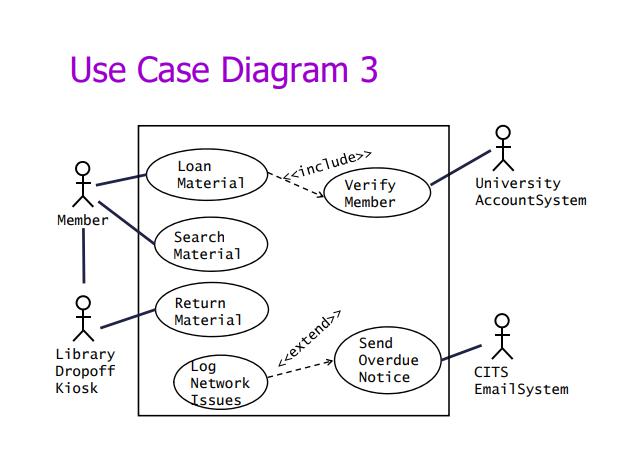 Use Case Diagram 3
Loan
Material
<<include>>
Verify
Member
University
AccountSystem
Member
Search
Material
Return
Material
Library
Dropoff
Kiosk
Log
Network
Issues
<<extend>>
Send
Overdue
Notice
CITS
EmailSystem